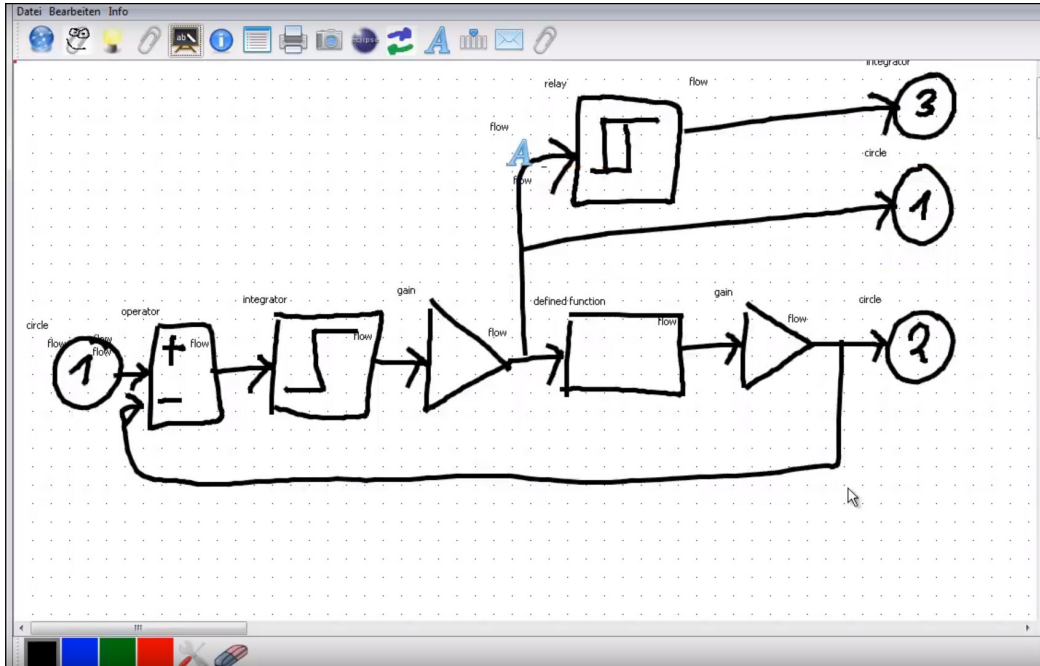 Datei Bearbeiten Info
integrator
relay
flow
3
flow
circle
flow
1
gain
integrator
defined function
gain
circle
operator
circle
flow
flow
flow
flow
flow
flow
flow
flow
1
+
-
2